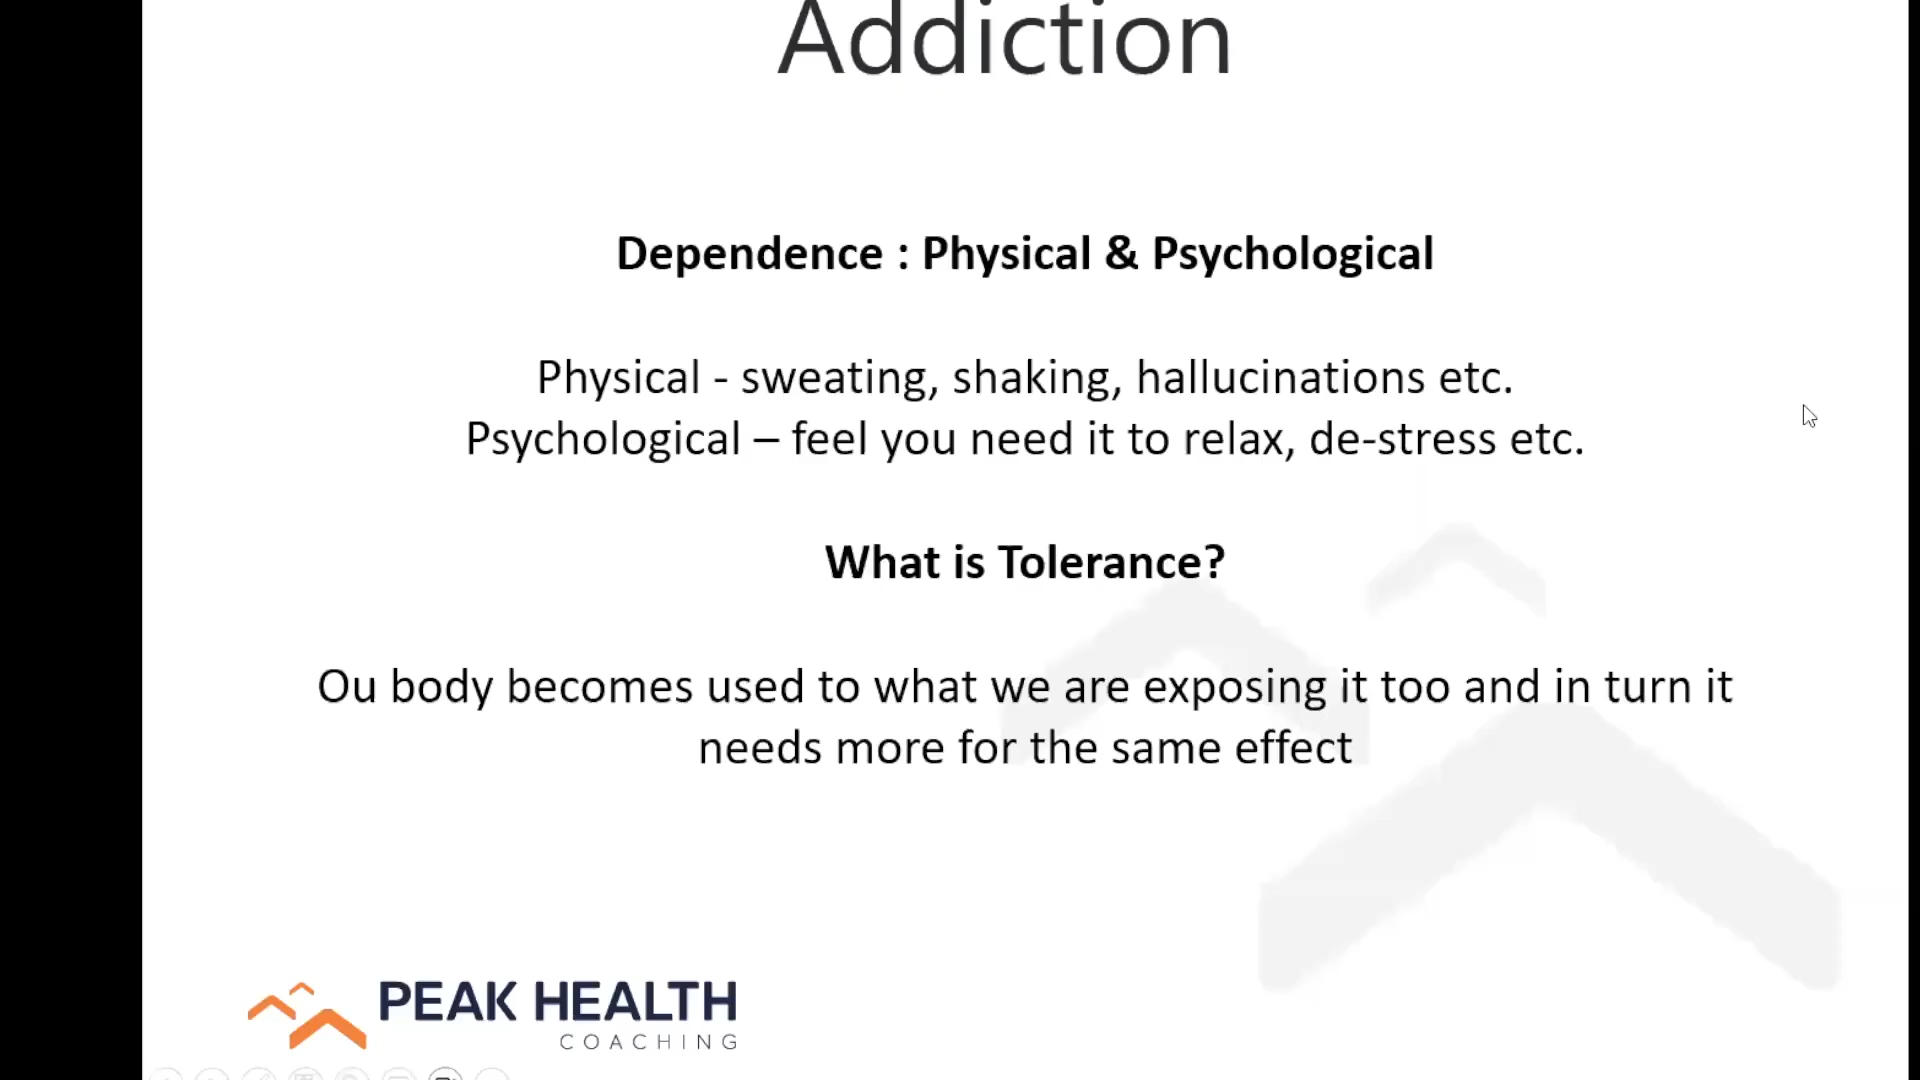 Addiction
Dependence : Physical & Psychological
Physical - sweating, shaking, hallucinations etc.
Psychological – feel you need it to relax, de-stress etc.
What is Tolerance?
Ou body becomes used to what we are exposing it too and in turn it
needs more for the same effect
PEAK HEALTH
COACHING